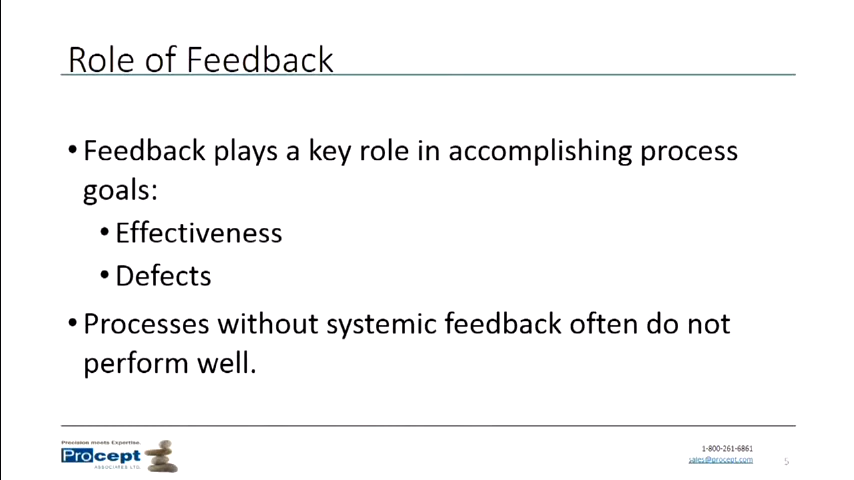 Role of Feedback
• Feedback plays a key role in accomplishing process
goals:
• Effectiveness
• Defects
• Processes without systemic feedback often do not
perform well.
Precision meets Expertise.
Procept
ASSOCIATES LTD.
1-800-261-6861
sales@procept.com
5